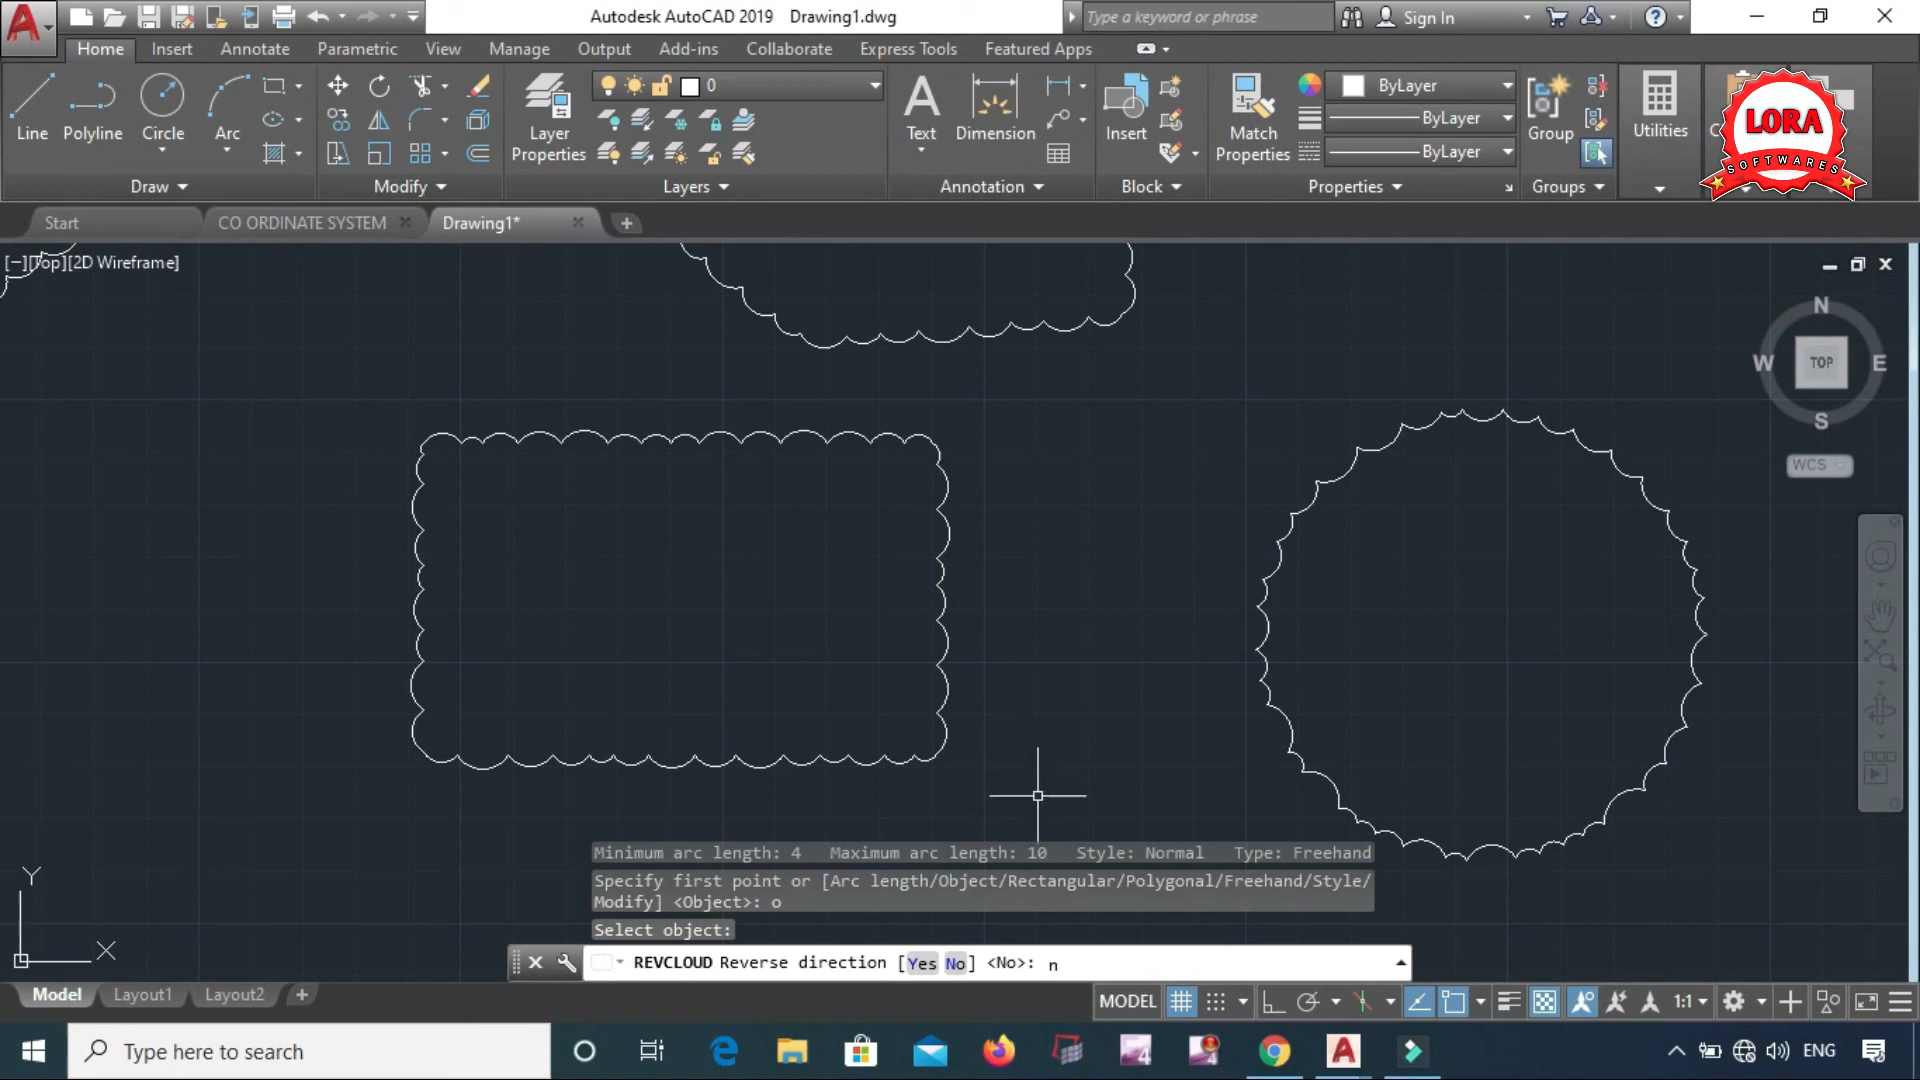 Autodesk AutoCAD 2019 Drawing1.dwg
Type a keyword or phrase
Sign In
Home Insert Annotate Parametric View Manage Output Add-ins Collaborate Express Tools Featured Apps
0
ByLayer
ByLayer
ByLayer
Line Polyline Circle Arc
Layer
Properties
Text Dimension
Insert
Match
Properties
Group
Utilities
LORA
SOFTWARES
Draw Modify Layers Annotation Block Properties Groups
Start CO ORDINATE SYSTEM Drawing1*
[−][Top][2D Wireframe]
N
W TOP E
S
WCS
Minimum arc length: 4 Maximum arc length: 10 Style: Normal Type: Freehand
Specify first point or [Arc length/Object/Rectangular/Polygonal/Freehand/Style/
Modify] <Object>: o
Select object:
REVCLOUD Reverse direction [Yes No] <No>: n
Y
X
Model Layout1 Layout2
MODEL 1:1
Type here to search
4
4
ENG